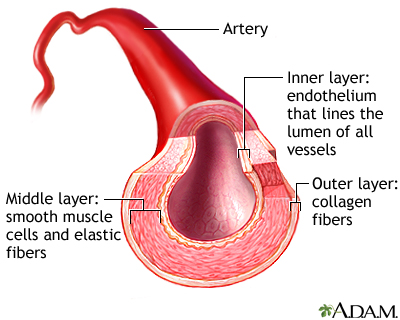 Artery
Inner layer:
endothelium
that lines the
lumen of all
vessels
Middle layer:
smooth muscle
cells and elastic
fibers
Outer layer:
collagen
fibers
ADAM.